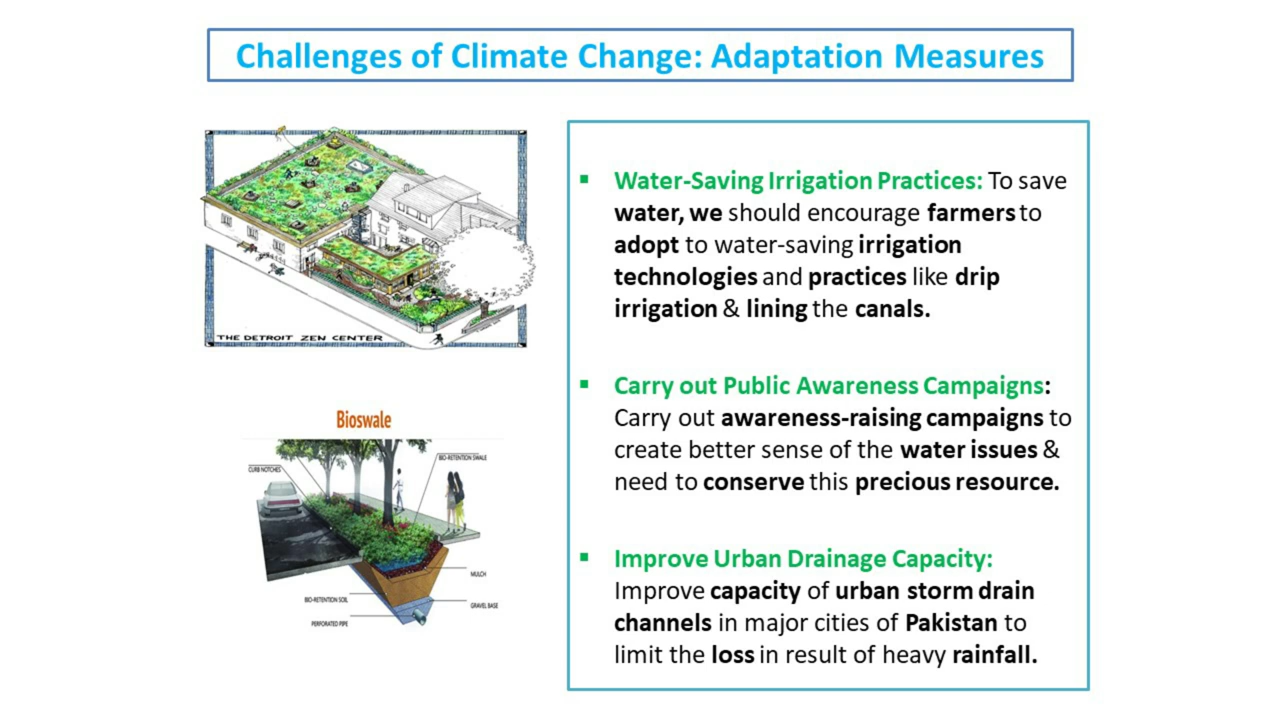 Challenges of Climate Change: Adaptation Measures
THE DETROIT ZEN CENTER
Bioswale
CURB NOTCHES
BIO-RETENTION SWALE
MULCH
BIO-RETENTION SOIL
GRAVEL BASE
PERFORATED PIPE
▪ Water-Saving Irrigation Practices: To save
water, we should encourage farmers to
adopt to water-saving irrigation
technologies and practices like drip
irrigation & lining the canals.
▪ Carry out Public Awareness Campaigns:
Carry out awareness-raising campaigns to
create better sense of the water issues &
need to conserve this precious resource.
▪ Improve Urban Drainage Capacity:
Improve capacity of urban storm drain
channels in major cities of Pakistan to
limit the loss in result of heavy rainfall.